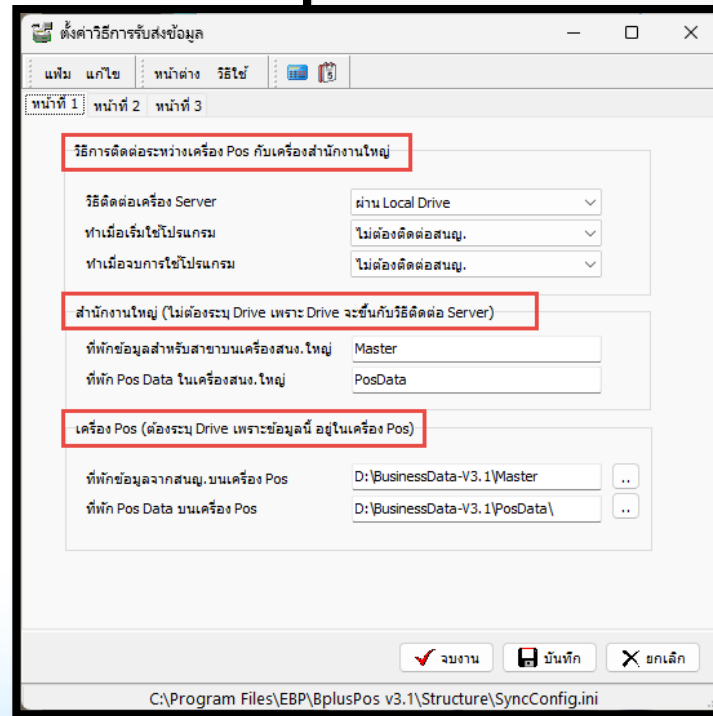 ตั้งค่าวิธีการรับส่งข้อมูล
แฟ้ม แก้ไข หน้าต่าง วิธีใช้
หน้าที่ 1 หน้าที่ 2 หน้าที่ 3
วิธีการติดต่อระหว่างเครื่อง Pos กับเครื่องสำนักงานใหญ่
วิธีติดต่อเครื่อง Server ผ่าน Local Drive
ทำเมื่อเริ่มใช้โปรแกรม ไม่ต้องติดต่อสนญ.
ทำเมื่อจบการใช้โปรแกรม ไม่ต้องติดต่อสนญ.
สำนักงานใหญ่ (ไม่ต้องระบุ Drive เพราะ Drive จะขึ้นกับวิธีติดต่อ Server)
ที่พักข้อมูลสำหรับสาขาบนเครื่องสนง.ใหญ่ Master
ที่พัก Pos Data ในเครื่องสนง.ใหญ่ PosData
เครื่อง Pos (ต้องระบุ Drive เพราะข้อมูลนี้ อยู่ในเครื่อง Pos)
ที่พักข้อมูลจากสนญ.บนเครื่อง Pos D:\BusinessData-V3.1\Master ..
ที่พัก Pos Data บนเครื่อง Pos D:\BusinessData-V3.1\PosData\ ..
จบงาน บันทึก ยกเลิก
C:\Program Files\EBP\BplusPos v3.1\Structure\SyncConfig.ini